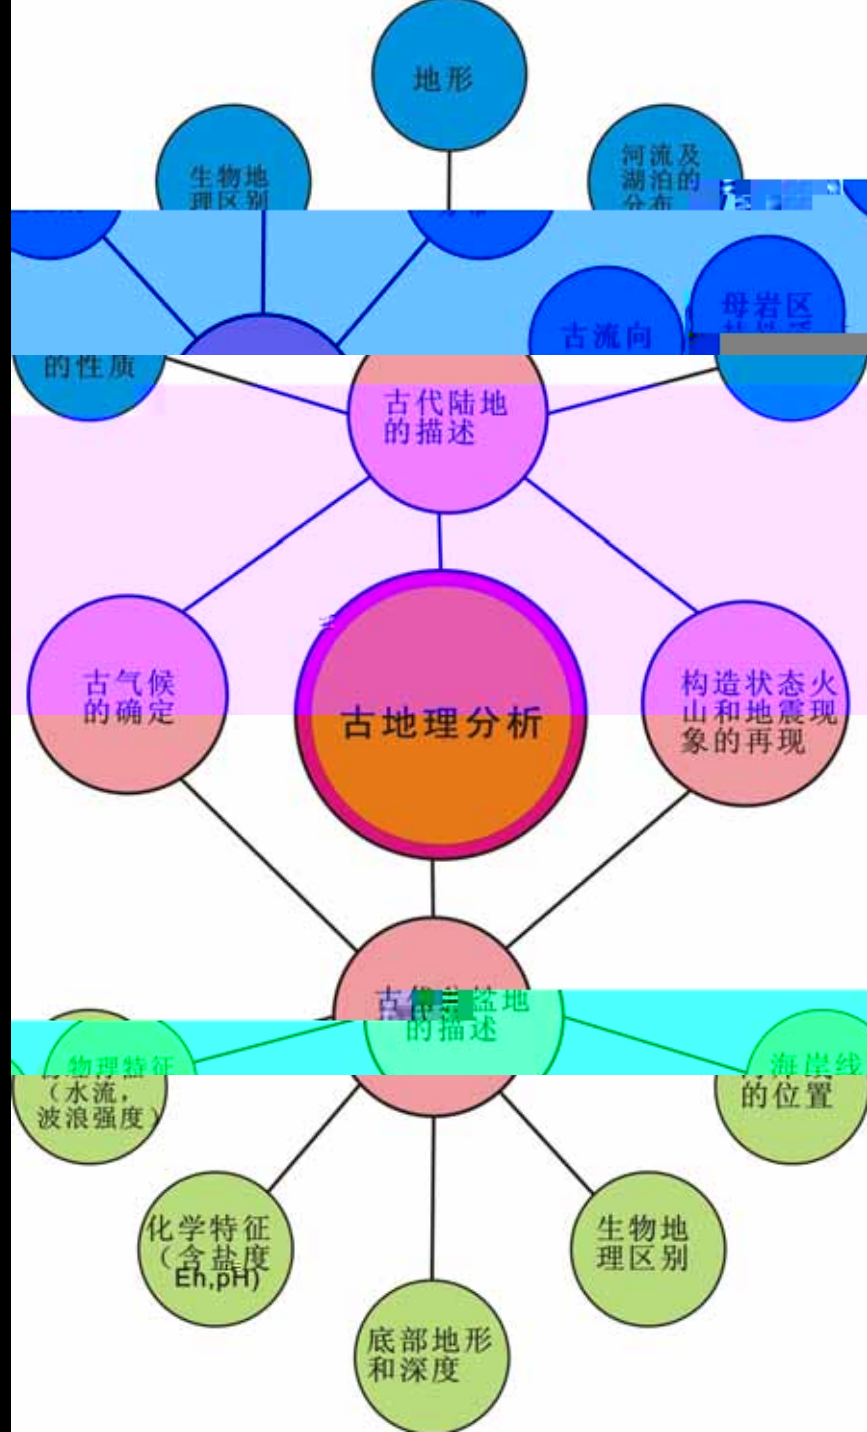 地形
生物地
理区别
河流及
湖泊的
分布
古流向
母岩区
的性质
古代陆地
的描述
古气候
的确定
古地理分析
构造状态火
山和地震现
象的再现
盆地
的描述
物理特征
（水流，
波浪强度）
海岸线
的位置
化学特征
（含盐度
Eh,pH)
生物地
理区别
底部地形
和深度